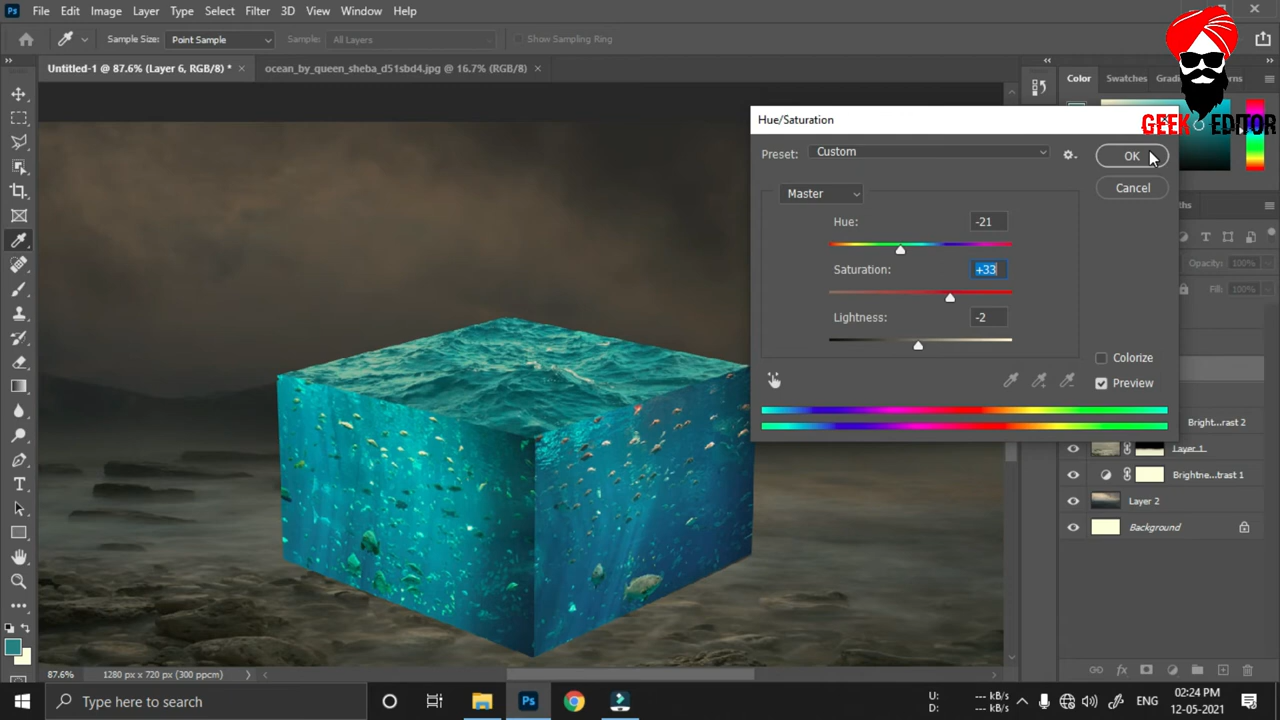 Ps File Edit Image Layer Type Select Filter 3D View Window Help
Sample Size: Point Sample Sample: All Layers Show Sampling Ring
Untitled-1 @ 87.6% (Layer 6, RGB/8) * × ocean_by_queen_sheba_d51sbd4.jpg @ 16.7% (RGB/8) ×
Color Swatches
GEEK EDITOR
Hue/Saturation
Preset: Custom
OK
Cancel
Master
Hue: -21
Saturation: +33
Lightness: -2
Colorize
Preview
Opacity: 100%
Fill: 100%
Bright...rast 2
Layer 1
Brightne...trast 1
Layer 2
Background
87.6% 1280 px x 720 px (300 ppcm)
Type here to search
Ps
U: --- kB/s
D: --- kB/s
ENG
02:24 PM
12-05-2021